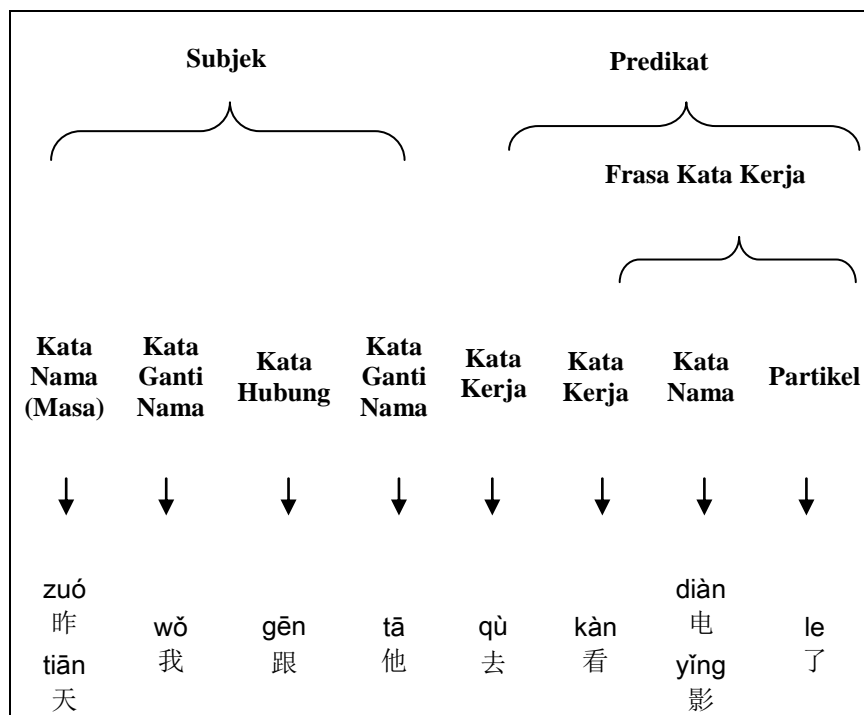 Subjek Predikat
Frasa Kata Kerja
Kata Nama (Masa)
Kata Ganti Nama
Kata Hubung
Kata Ganti Nama
Kata Kerja
Kata Kerja
Kata Nama
Partikel
zuó
昨
tiān
天
wǒ
我
gēn
跟
tā
他
qù
去
kàn
看
diàn
电
yǐng
影
le
了